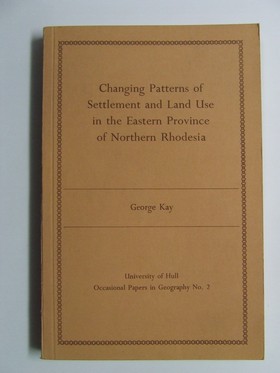 Changing Patterns of
Settlement and Land Use
in the Eastern Province
of Northern Rhodesia
George Kay
University of Hull
Occasional Papers in Geography No. 2